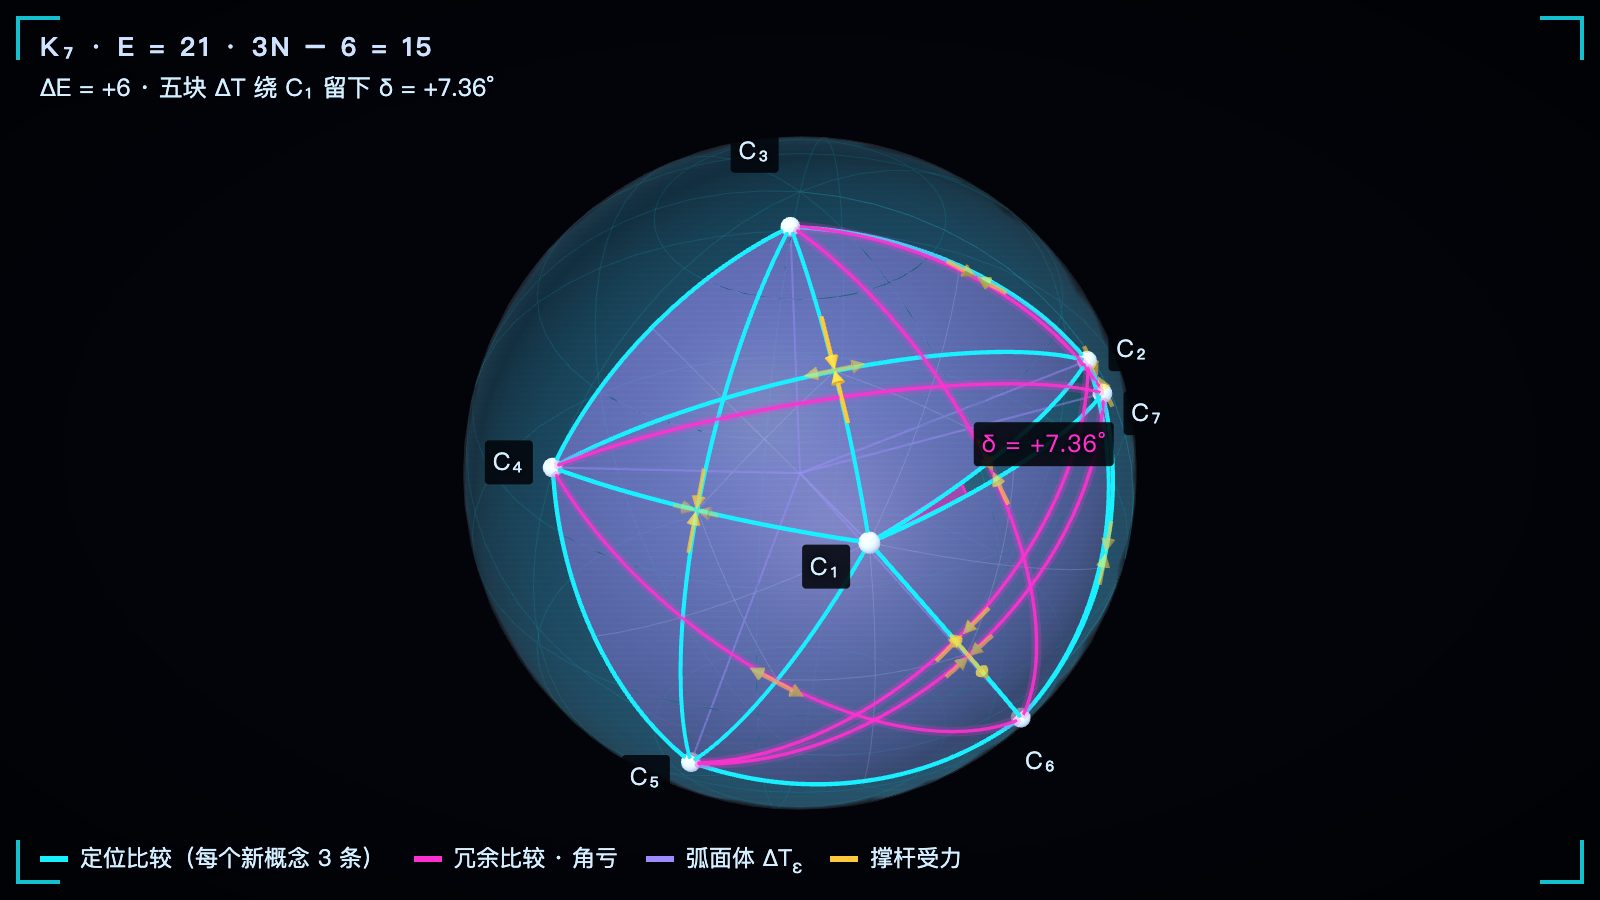 K₇ · E = 21 · 3N − 6 = 15
ΔE = +6 · 五块 ΔT 绕 C₁ 留下 δ = +7.36°
C₃
C₂
C₇
δ = +7.36°
C₄
C₁
C₆
C₅
定位比较（每个新概念 3 条） 冗余比较 · 角亏 弧面体 ΔTε 撑杆受力